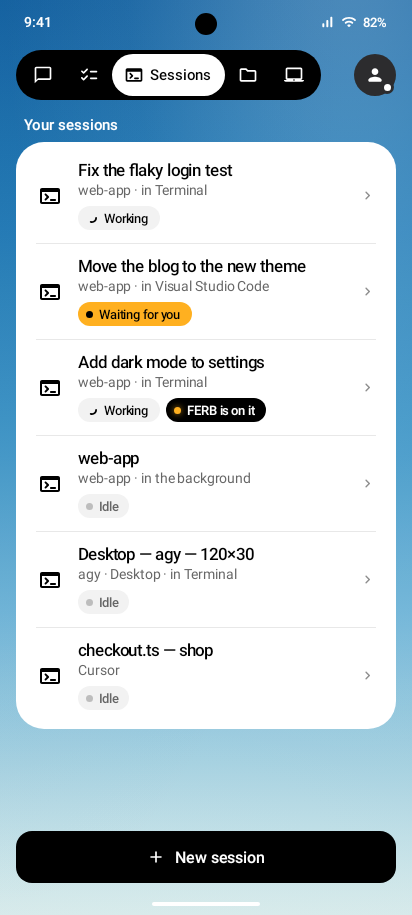 9:41
82%
Sessions
Your sessions
Fix the flaky login test
web-app · in Terminal
Working
Move the blog to the new theme
web-app · in Visual Studio Code
Waiting for you
Add dark mode to settings
web-app · in Terminal
Working
FERB is on it
web-app
web-app · in the background
Idle
Desktop — agy — 120×30
agy · Desktop · in Terminal
Idle
checkout.ts — shop
Cursor
Idle
New session